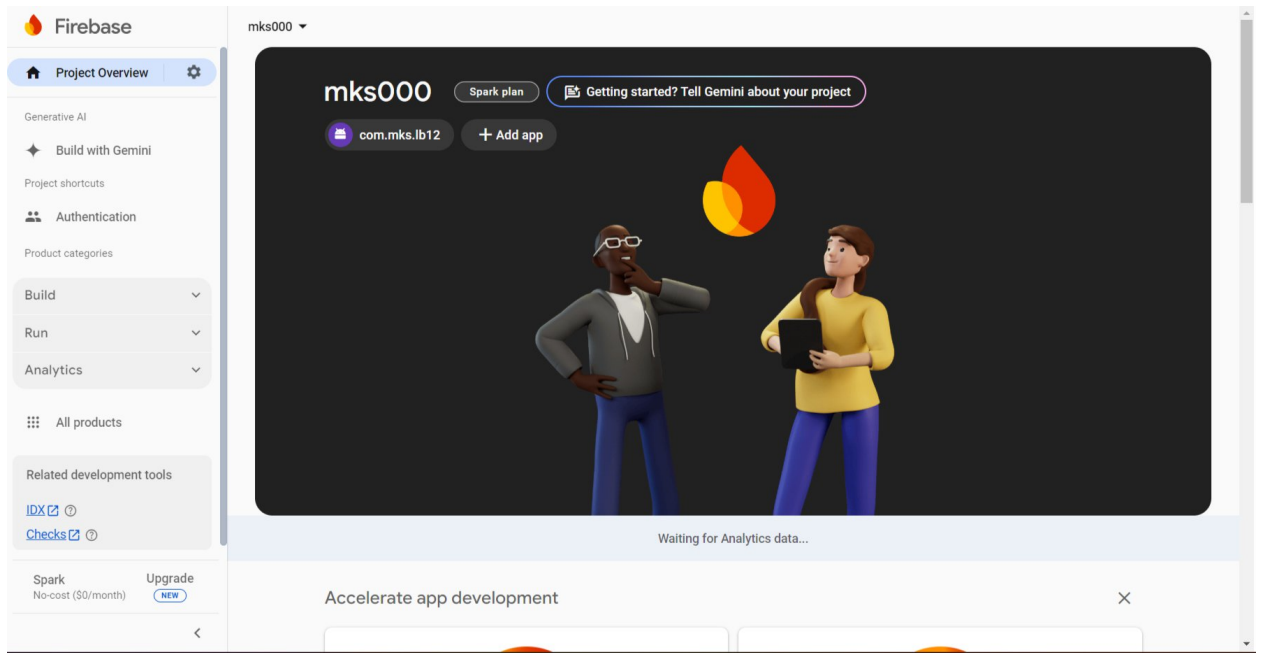 Firebase
Project Overview
Generative AI
Build with Gemini
Project shortcuts
Authentication
Product categories
Build
Run
Analytics
All products
Related development tools
IDX
Checks
Spark
No-cost ($0/month)
Upgrade
NEW
mks000
mks000
Spark plan
Getting started? Tell Gemini about your project
com.mks.lb12
+ Add app
Waiting for Analytics data...
Accelerate app development